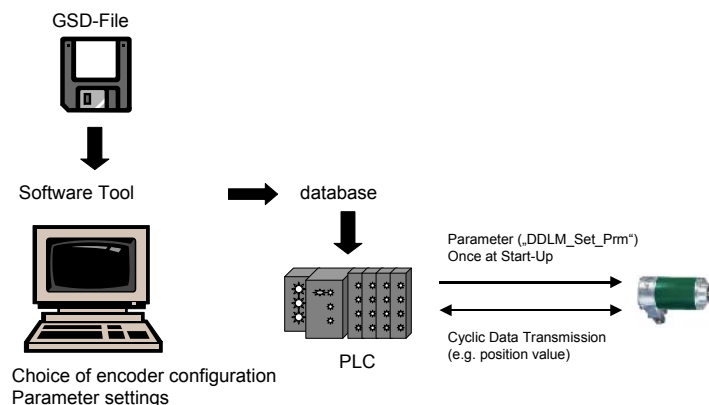 GSD-File
Software Tool
database
Parameter („DDLM_Set_Prm“)
Once at Start-Up
Cyclic Data Transmission
(e.g. position value)
PLC
Choice of encoder configuration
Parameter settings